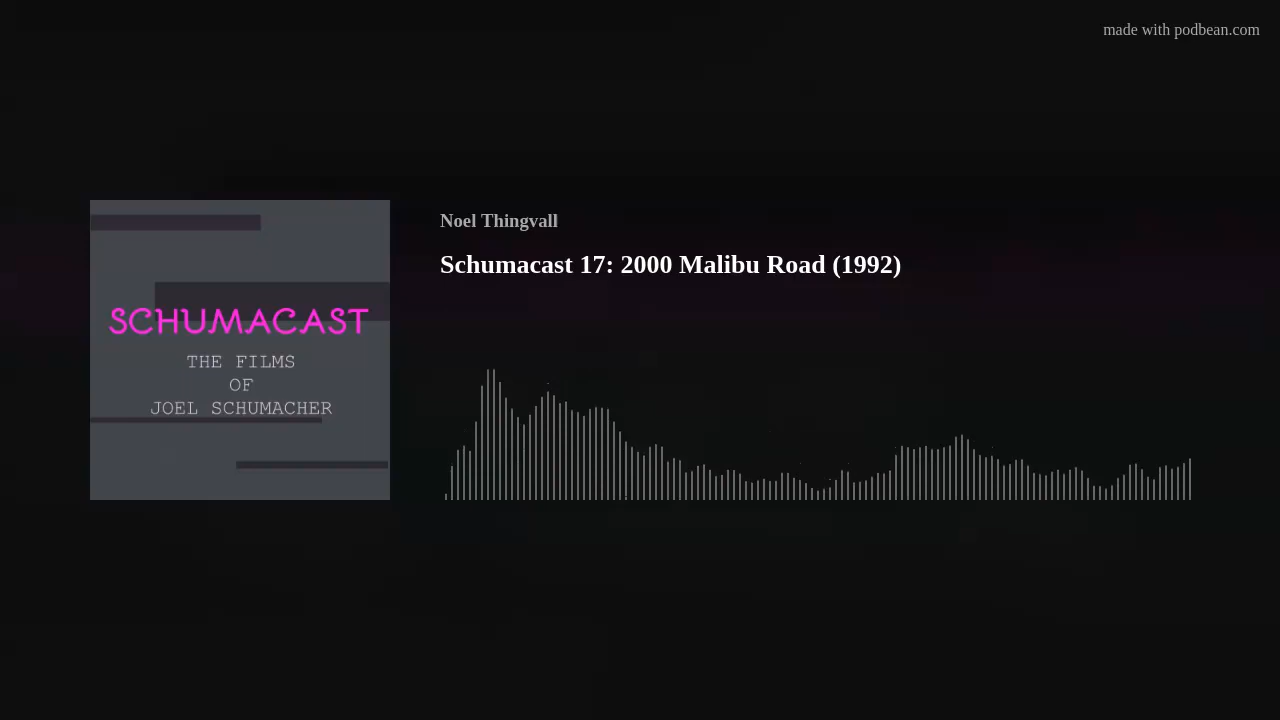 made with podbean.com
Noel Thingvall
Schumacast 17: 2000 Malibu Road (1992)
SCHUMACAST
THE FILMS
OF
JOEL SCHUMACHER